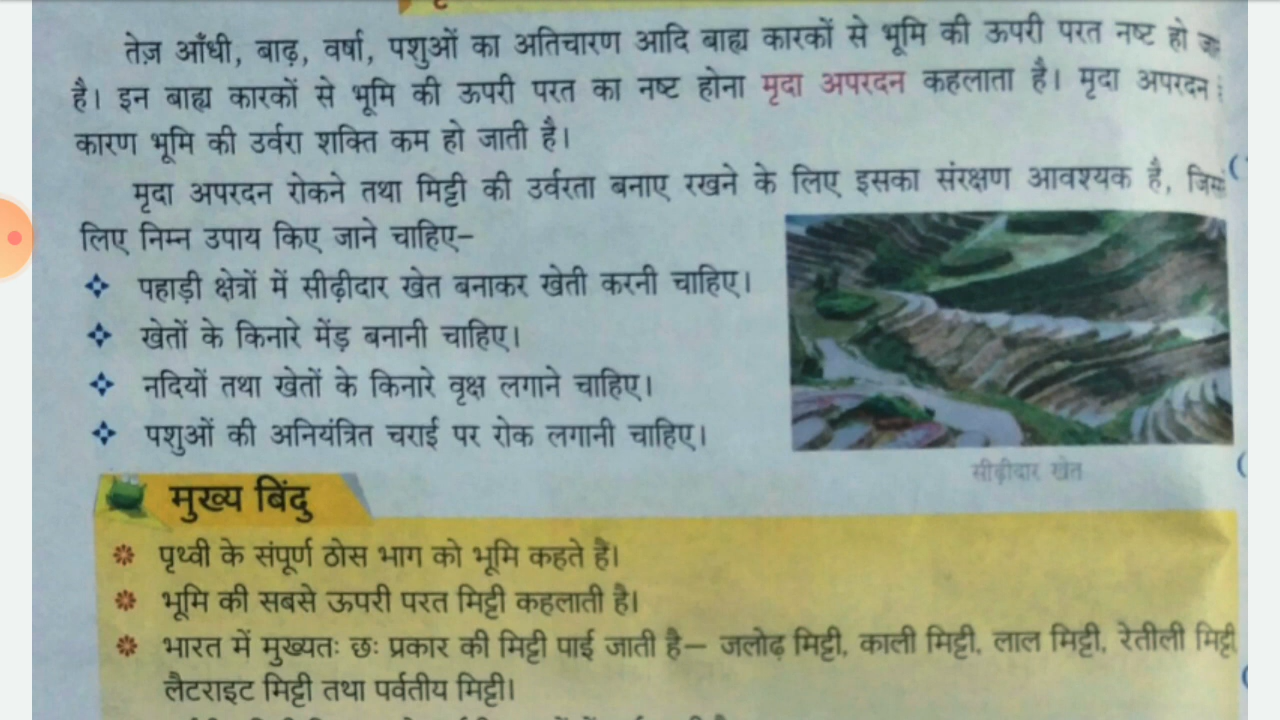 तेज़ आँधी, बाढ़, वर्षा, पशुओं का अतिचारण आदि बाह्य कारकों से भूमि की ऊपरी परत नष्ट हो
है। इन बाह्य कारकों से भूमि की ऊपरी परत का नष्ट होना मृदा अपरदन कहलाता है। मृदा अपरदन
कारण भूमि की उर्वरा शक्ति कम हो जाती है।
मृदा अपरदन रोकने तथा मिट्टी की उर्वरता बनाए रखने के लिए इसका संरक्षण आवश्यक है,
लिए निम्न उपाय किए जाने चाहिए–
पहाड़ी क्षेत्रों में सीढ़ीदार खेत बनाकर खेती करनी चाहिए।
खेतों के किनारे मेंड़ बनानी चाहिए।
नदियों तथा खेतों के किनारे वृक्ष लगाने चाहिए।
पशुओं की अनियंत्रित चराई पर रोक लगानी चाहिए।
सीढ़ीदार खेत
मुख्य बिंदु
पृथ्वी के संपूर्ण ठोस भाग को भूमि कहते हैं।
भूमि की सबसे ऊपरी परत मिट्टी कहलाती है।
भारत में मुख्यतः छः प्रकार की मिट्टी पाई जाती है– जलोढ़ मिट्टी, काली मिट्टी, लाल मिट्टी, रेतीली मिट्टी
लैटराइट मिट्टी तथा पर्वतीय मिट्टी।